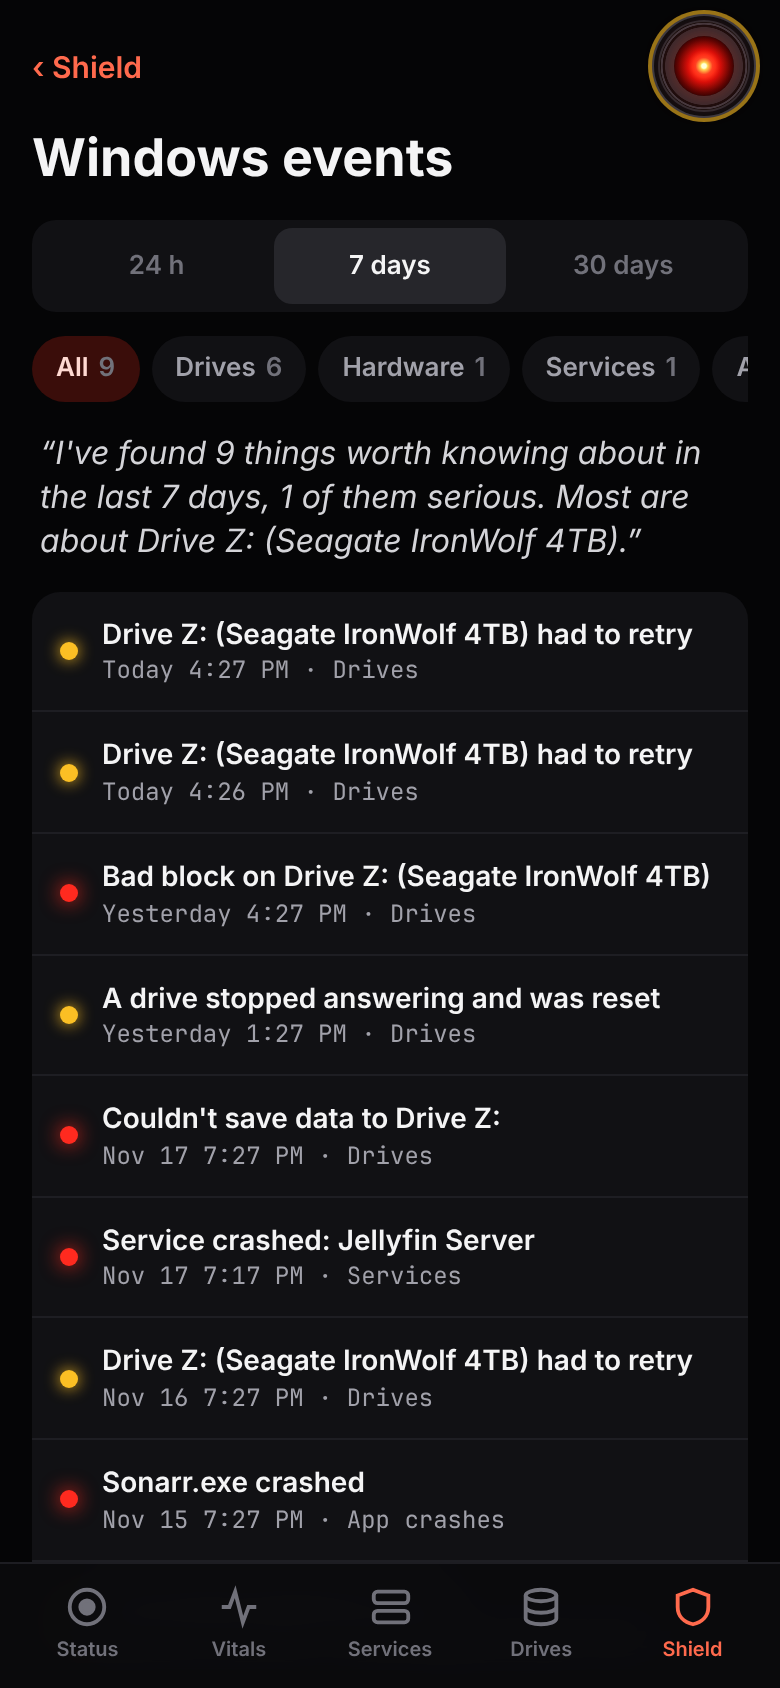 ‹ Shield
Windows events
24 h 7 days 30 days
All 9 Drives 6 Hardware 1 Services 1
“I've found 9 things worth knowing about in
the last 7 days, 1 of them serious. Most are
about Drive Z: (Seagate IronWolf 4TB).”
Drive Z: (Seagate IronWolf 4TB) had to retry
Today 4:27 PM · Drives
Drive Z: (Seagate IronWolf 4TB) had to retry
Today 4:26 PM · Drives
Bad block on Drive Z: (Seagate IronWolf 4TB)
Yesterday 4:27 PM · Drives
A drive stopped answering and was reset
Yesterday 1:27 PM · Drives
Couldn't save data to Drive Z:
Nov 17 7:27 PM · Drives
Service crashed: Jellyfin Server
Nov 17 7:17 PM · Services
Drive Z: (Seagate IronWolf 4TB) had to retry
Nov 16 7:27 PM · Drives
Sonarr.exe crashed
Nov 15 7:27 PM · App crashes
Status Vitals Services Drives Shield